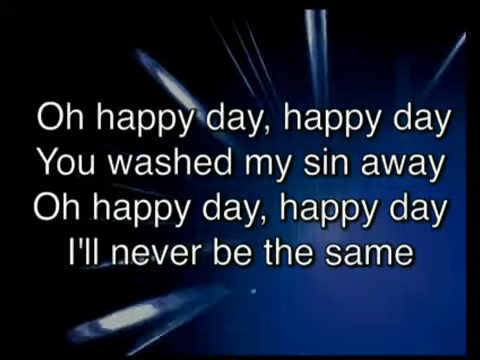 Oh happy day, happy day
You washed my sin away
Oh happy day, happy day
I'll never be the same